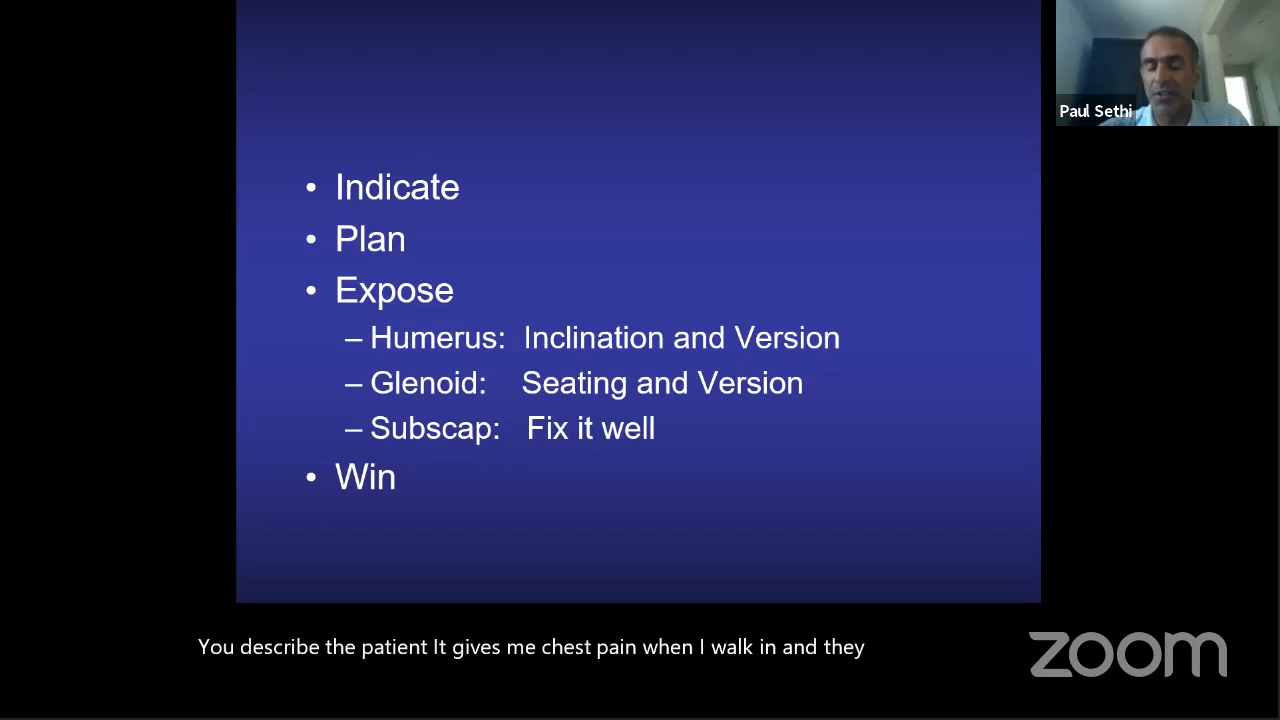 Paul Sethi
• Indicate
• Plan
• Expose
– Humerus: Inclination and Version
– Glenoid: Seating and Version
– Subscap: Fix it well
• Win
You describe the patient It gives me chest pain when I walk in and they
zoom